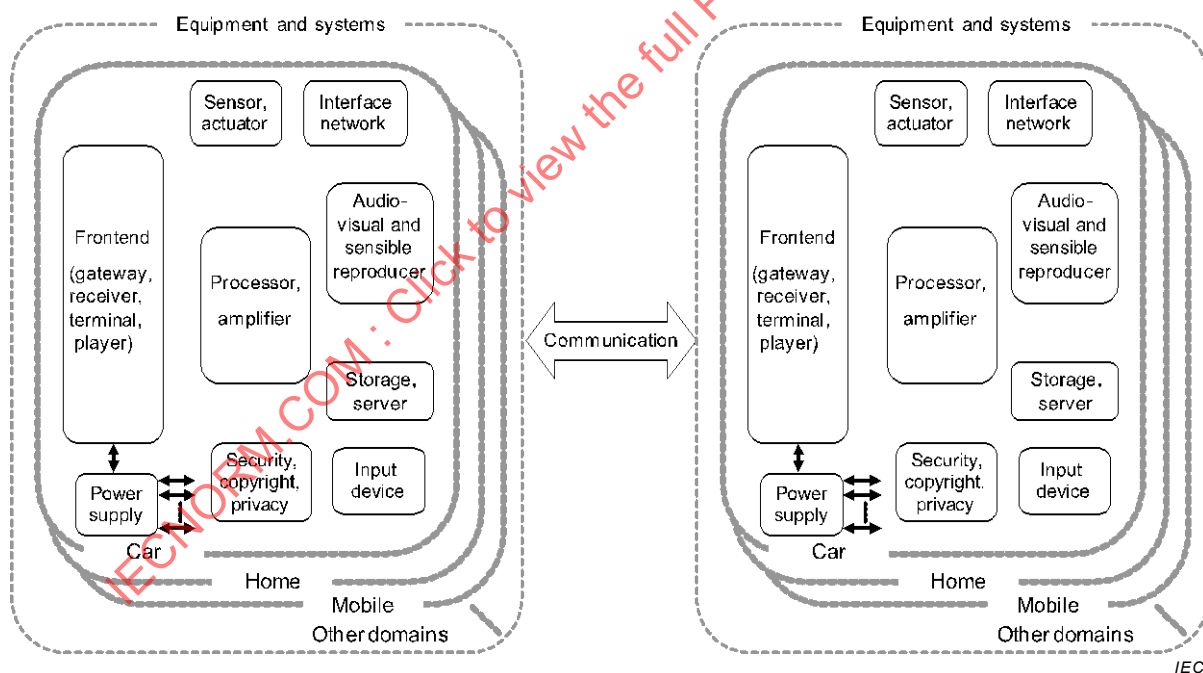 Equipment and systems
Sensor,
actuator
Interface
network
Frontend
(gateway,
receiver,
terminal,
player)
Processor,
amplifier
Audio-
visual and
sensible
reproducer
Storage,
server
Power
supply
Security,
copyright,
privacy
Input
device
Car
Home
Mobile
Other domains
Communication
Equipment and systems
Sensor,
actuator
Interface
network
Frontend
(gateway,
receiver,
terminal,
player)
Processor,
amplifier
Audio-
visual and
sensible
reproducer
Storage,
server
Power
supply
Security,
copyright,
privacy
Input
device
Car
Home
Mobile
Other domains
IEC
IECNORM.COM : Click to view the full